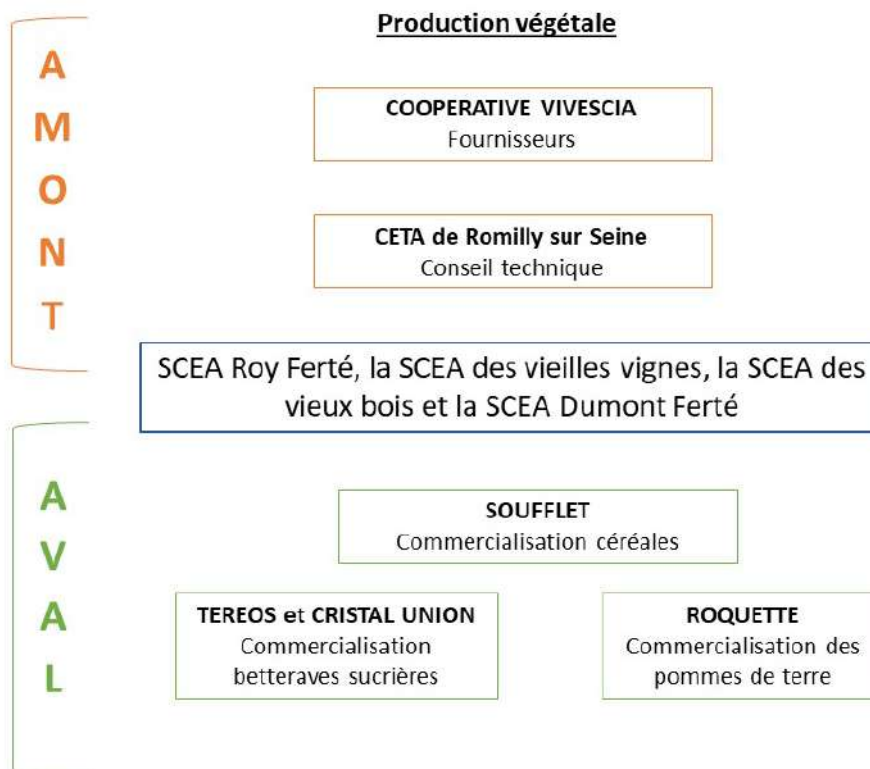 Production végétale
AMONT
COOPERATIVE VIVESCIA
Fournisseurs
CETA de Romilly sur Seine
Conseil technique
SCEA Roy Ferté, la SCEA des vieilles vignes, la SCEA des
vieux bois et la SCEA Dumont Ferté
AVAL
SOUFFLET
Commercialisation céréales
TEREOS et CRISTAL UNION
Commercialisation
betteraves sucrières
ROQUETTE
Commercialisation des
pommes de terre